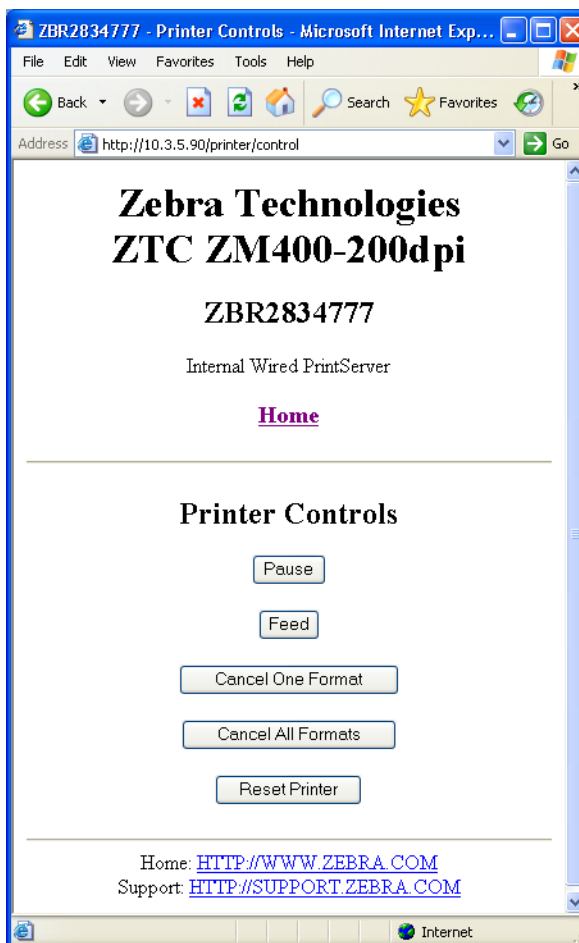 ZBR2834777 - Printer Controls - Microsoft Internet Exp...
File Edit View Favorites Tools Help
Back Search Favorites »
Address http://10.3.5.90/printer/control Go
Zebra Technologies
ZTC ZM400-200dpi
ZBR2834777
Internal Wired PrintServer
Home
Printer Controls
Pause
Feed
Cancel One Format
Cancel All Formats
Reset Printer
Home: HTTP://WWW.ZEBRA.COM
Support: HTTP://SUPPORT.ZEBRA.COM
Internet